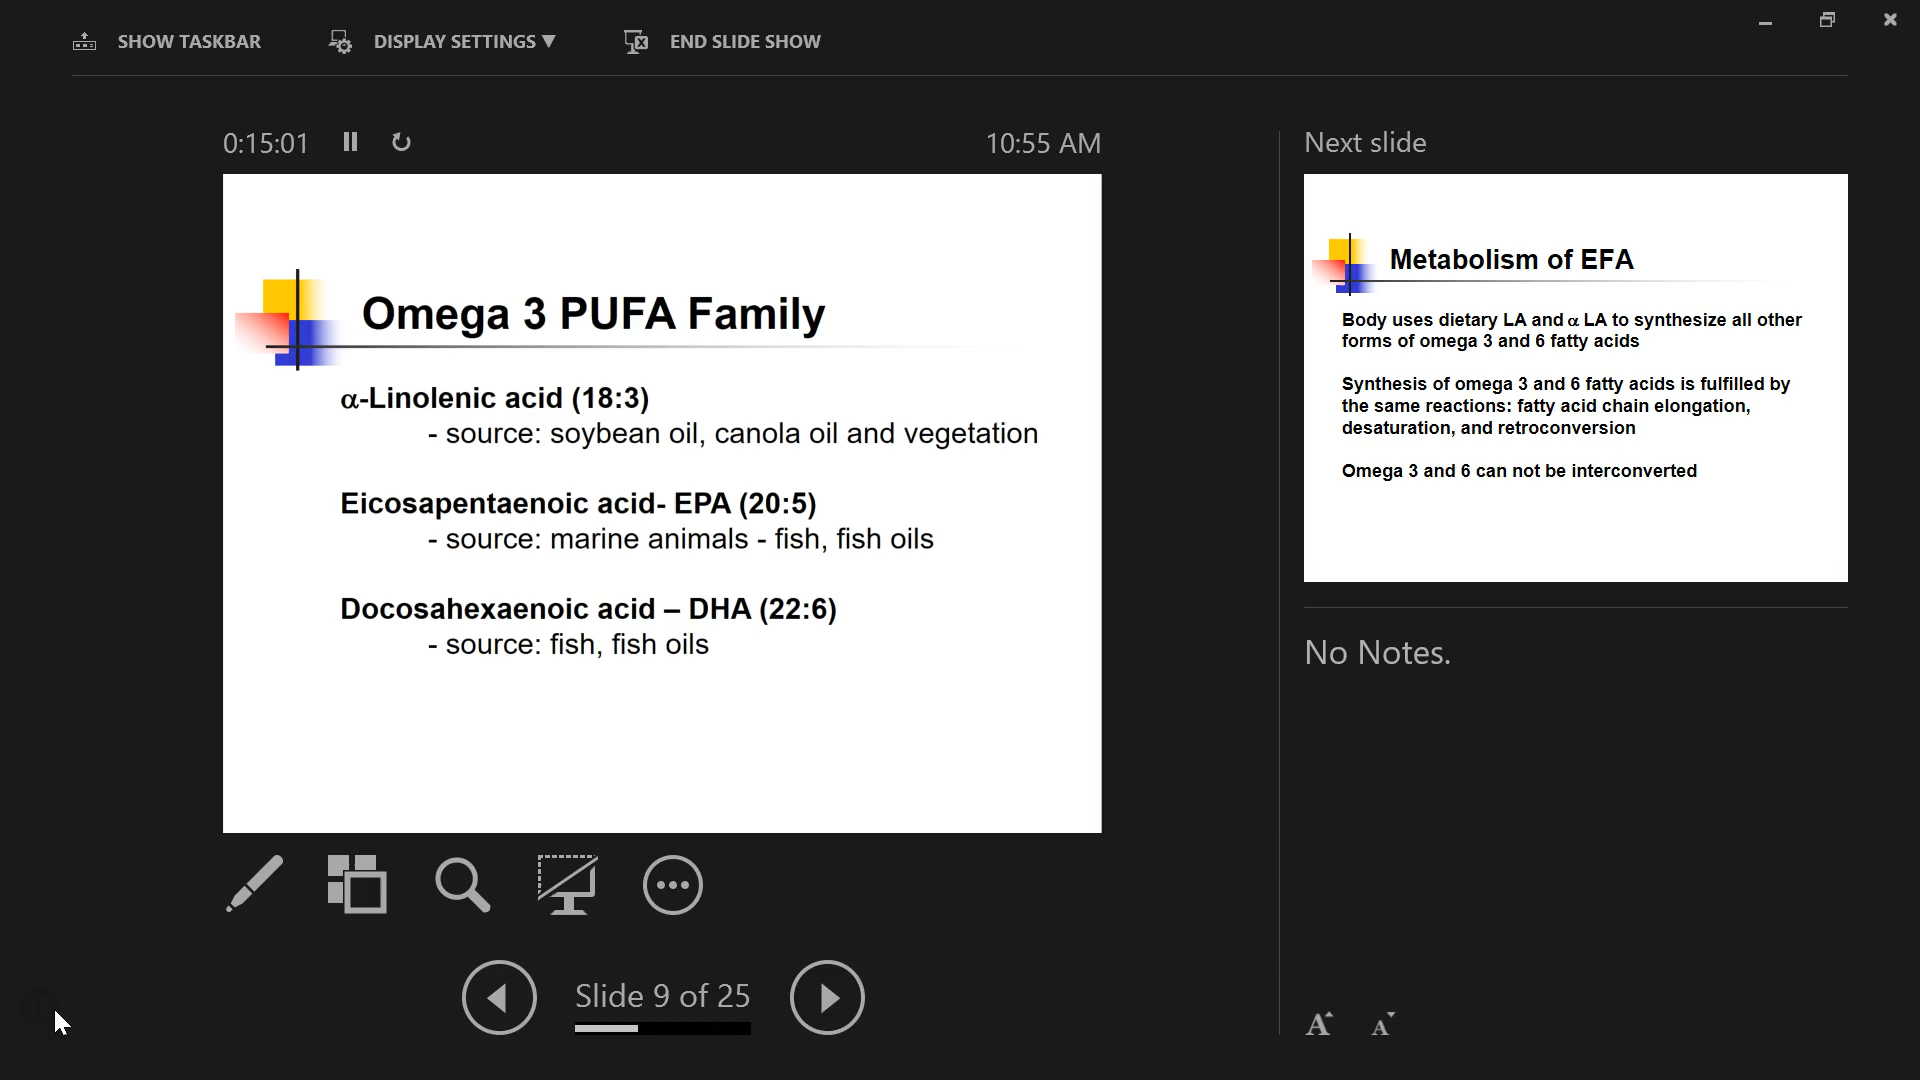 SHOW TASKBAR
DISPLAY SETTINGS ▼
END SLIDE SHOW
0:15:01
10:55 AM
Omega 3 PUFA Family
α-Linolenic acid (18:3)
- source: soybean oil, canola oil and vegetation
Eicosapentaenoic acid- EPA (20:5)
- source: marine animals - fish, fish oils
Docosahexaenoic acid – DHA (22:6)
- source: fish, fish oils
Slide 9 of 25
Next slide
Metabolism of EFA
Body uses dietary LA and α LA to synthesize all other
forms of omega 3 and 6 fatty acids
Synthesis of omega 3 and 6 fatty acids is fulfilled by
the same reactions: fatty acid chain elongation,
desaturation, and retroconversion
Omega 3 and 6 can not be interconverted
No Notes.
A A